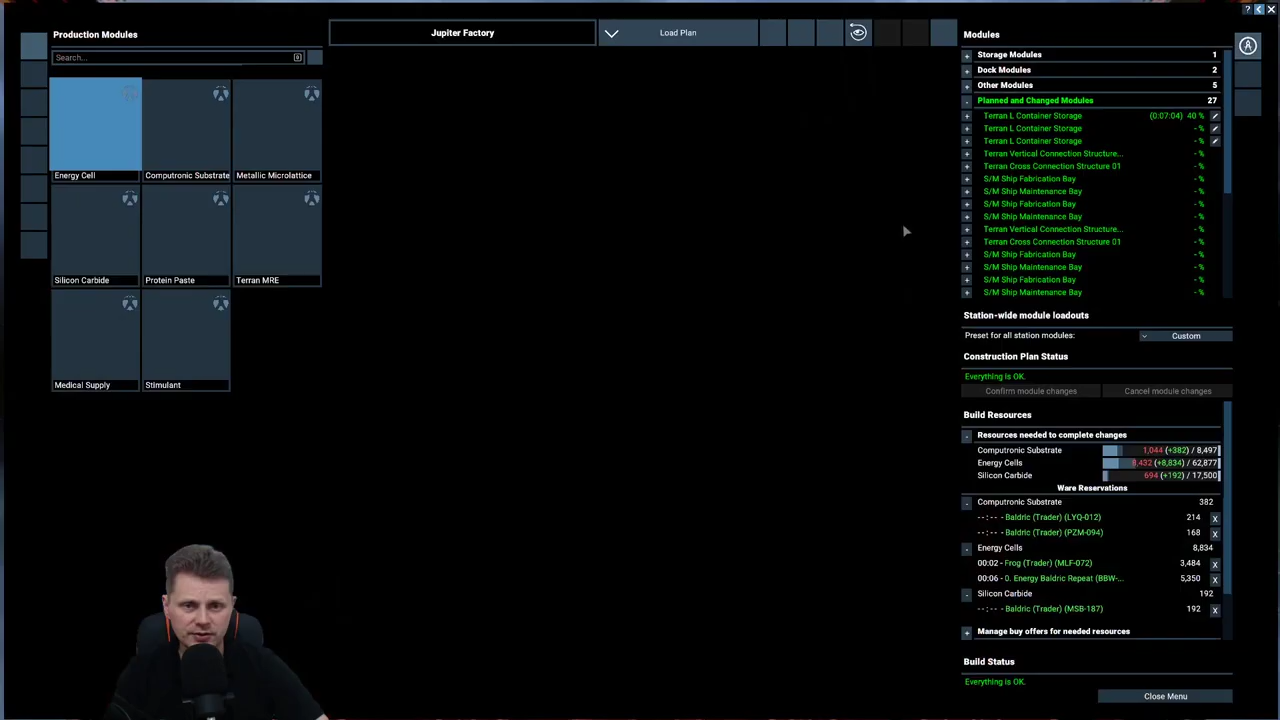 Production Modules
Search...
Energy Cell
Computronic Substrate
Metallic Microlattice
Silicon Carbide
Protein Paste
Terran MRE
Medical Supply
Stimulant
Jupiter Factory
Load Plan
?
Modules
+ Storage Modules 1
+ Dock Modules 2
+ Other Modules 5
- Planned and Changed Modules 27
+ Terran L Container Storage (0:07:04) 40 %
+ Terran L Container Storage - %
+ Terran L Container Storage - %
+ Terran Vertical Connection Structure... - %
+ Terran Cross Connection Structure 01 - %
+ S/M Ship Fabrication Bay - %
+ S/M Ship Maintenance Bay - %
+ S/M Ship Fabrication Bay - %
+ S/M Ship Maintenance Bay - %
+ Terran Vertical Connection Structure... - %
+ Terran Cross Connection Structure 01 - %
+ S/M Ship Fabrication Bay - %
+ S/M Ship Maintenance Bay - %
+ S/M Ship Fabrication Bay - %
+ S/M Ship Maintenance Bay - %
Station-wide module loadouts
Preset for all station modules: Custom
Construction Plan Status
Everything is OK.
Confirm module changes Cancel module changes
Build Resources
- Resources needed to complete changes
Computronic Substrate 1,044 (+382) / 8,497
Energy Cells 8,432 (+8,834) / 62,877
Silicon Carbide 694 (+192) / 17,500
Ware Reservations
- Computronic Substrate 382
--:-- - Baldric (Trader) (LYQ-012) 214 X
--:-- - Baldric (Trader) (PZM-094) 168 X
- Energy Cells 8,834
00:02 - Frog (Trader) (MLF-072) 3,484 X
00:06 - 0. Energy Baldric Repeat (BBW-... 5,350 X
- Silicon Carbide 192
--:-- - Baldric (Trader) (MSB-187) 192 X
+ Manage buy offers for needed resources
Build Status
Everything is OK.
Close Menu